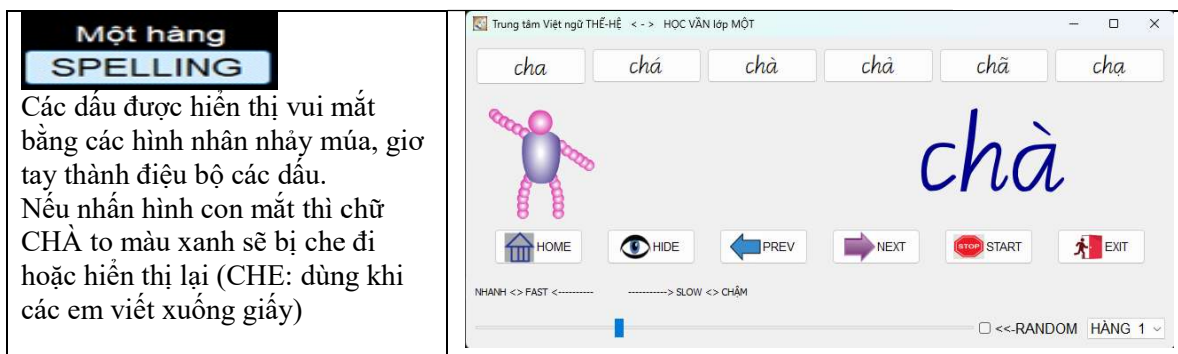 Một hàng
SPELLING
Các dấu được hiển thị vui mắt
bằng các hình nhân nhảy múa, giơ
tay thành điệu bộ các dấu.
Nếu nhấn hình con mắt thì chữ
CHÀ to màu xanh sẽ bị che đi
hoặc hiển thị lại (CHE: dùng khi
các em viết xuống giấy)
Trung tâm Việt ngữ THẾ-HỆ < - > HỌC VẦN lớp MỘT
cha chá chà chả chã chạ
chà
HOME HIDE PREV NEXT STOP START EXIT
NHANH <> FAST <---------- -----------> SLOW <> CHẬM
<<-RANDOM HÀNG 1